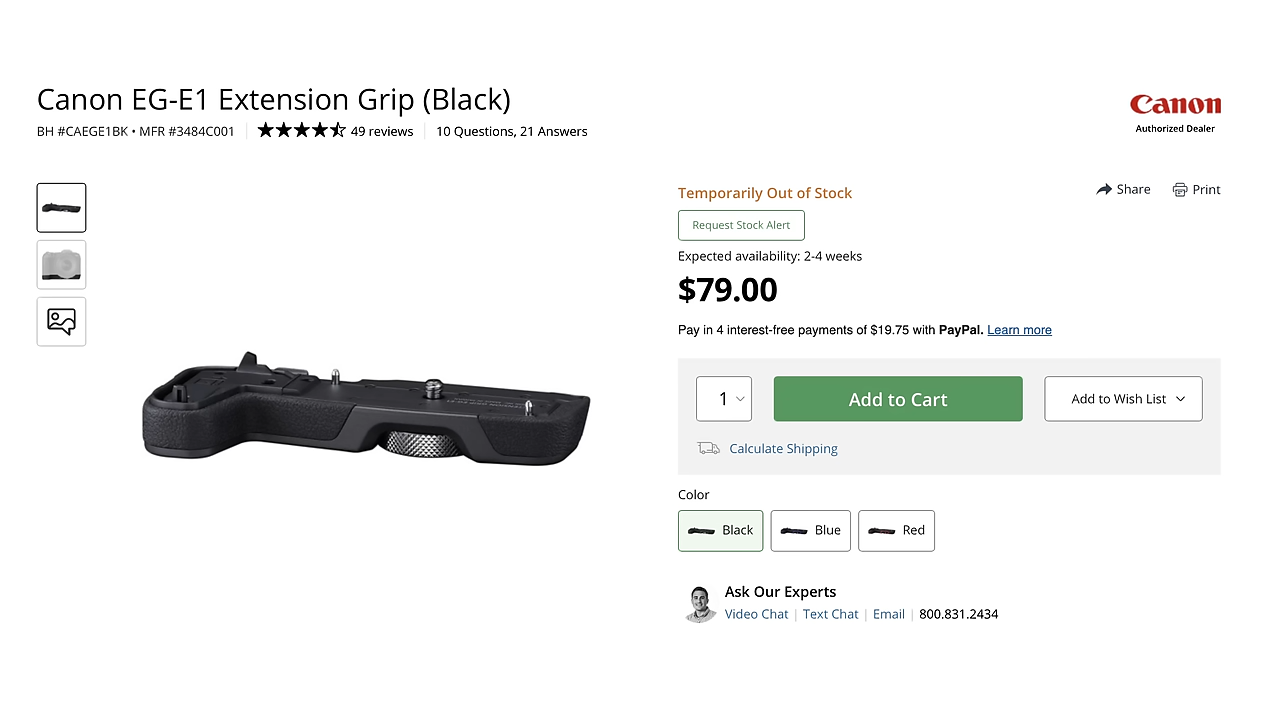 Canon EG-E1 Extension Grip (Black)
BH #CAEGE1BK • MFR #3484C001
49 reviews
10 Questions, 21 Answers
Canon
Authorized Dealer
Temporarily Out of Stock
Share
Print
Request Stock Alert
Expected availability: 2-4 weeks
$79.00
Pay in 4 interest-free payments of $19.75 with PayPal. Learn more
1
Add to Cart
Add to Wish List
Calculate Shipping
Color
Black
Blue
Red
Ask Our Experts
Video Chat | Text Chat | Email | 800.831.2434